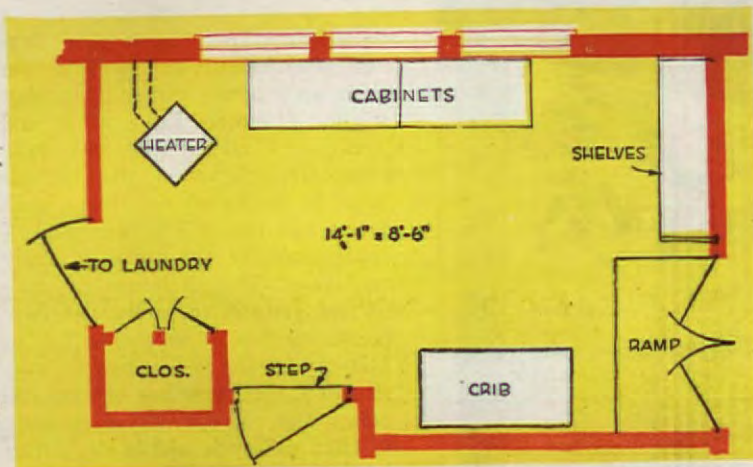 CABINETS
HEATER
SHELVES
14'-1" = 8'-6"
TO LAUNDRY
RAMP
STEP
CLOS.
CRIB